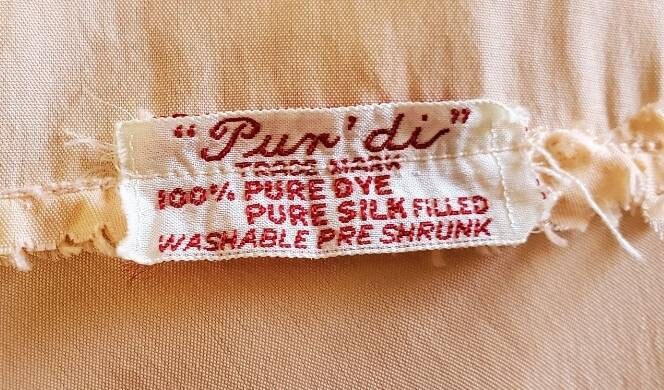 "Pur'di"
TRADE MARK
100% PURE DYE
PURE SILK FILLED
WASHABLE PRE SHRUNK